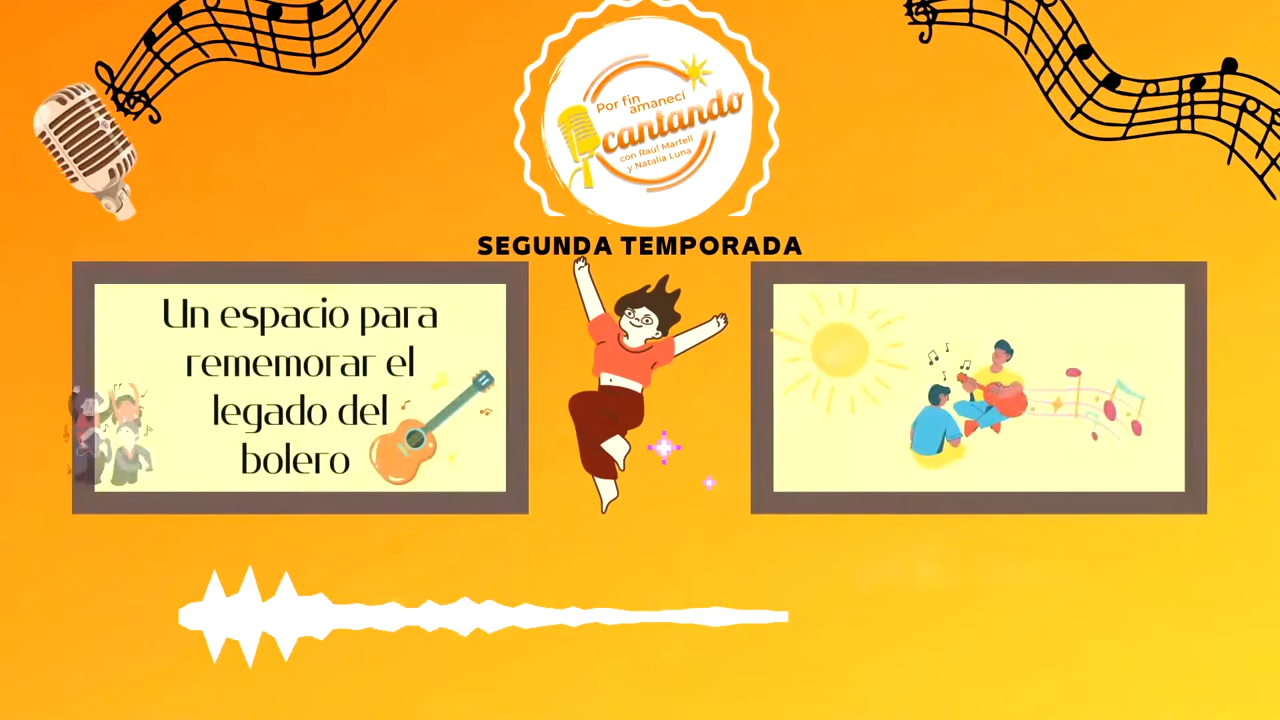 Por fin
amanecí
cantando
con Raúl Martell
y Natalia Luna
SEGUNDA TEMPORADA
Un espacio para
rememorar el
legado del
bolero